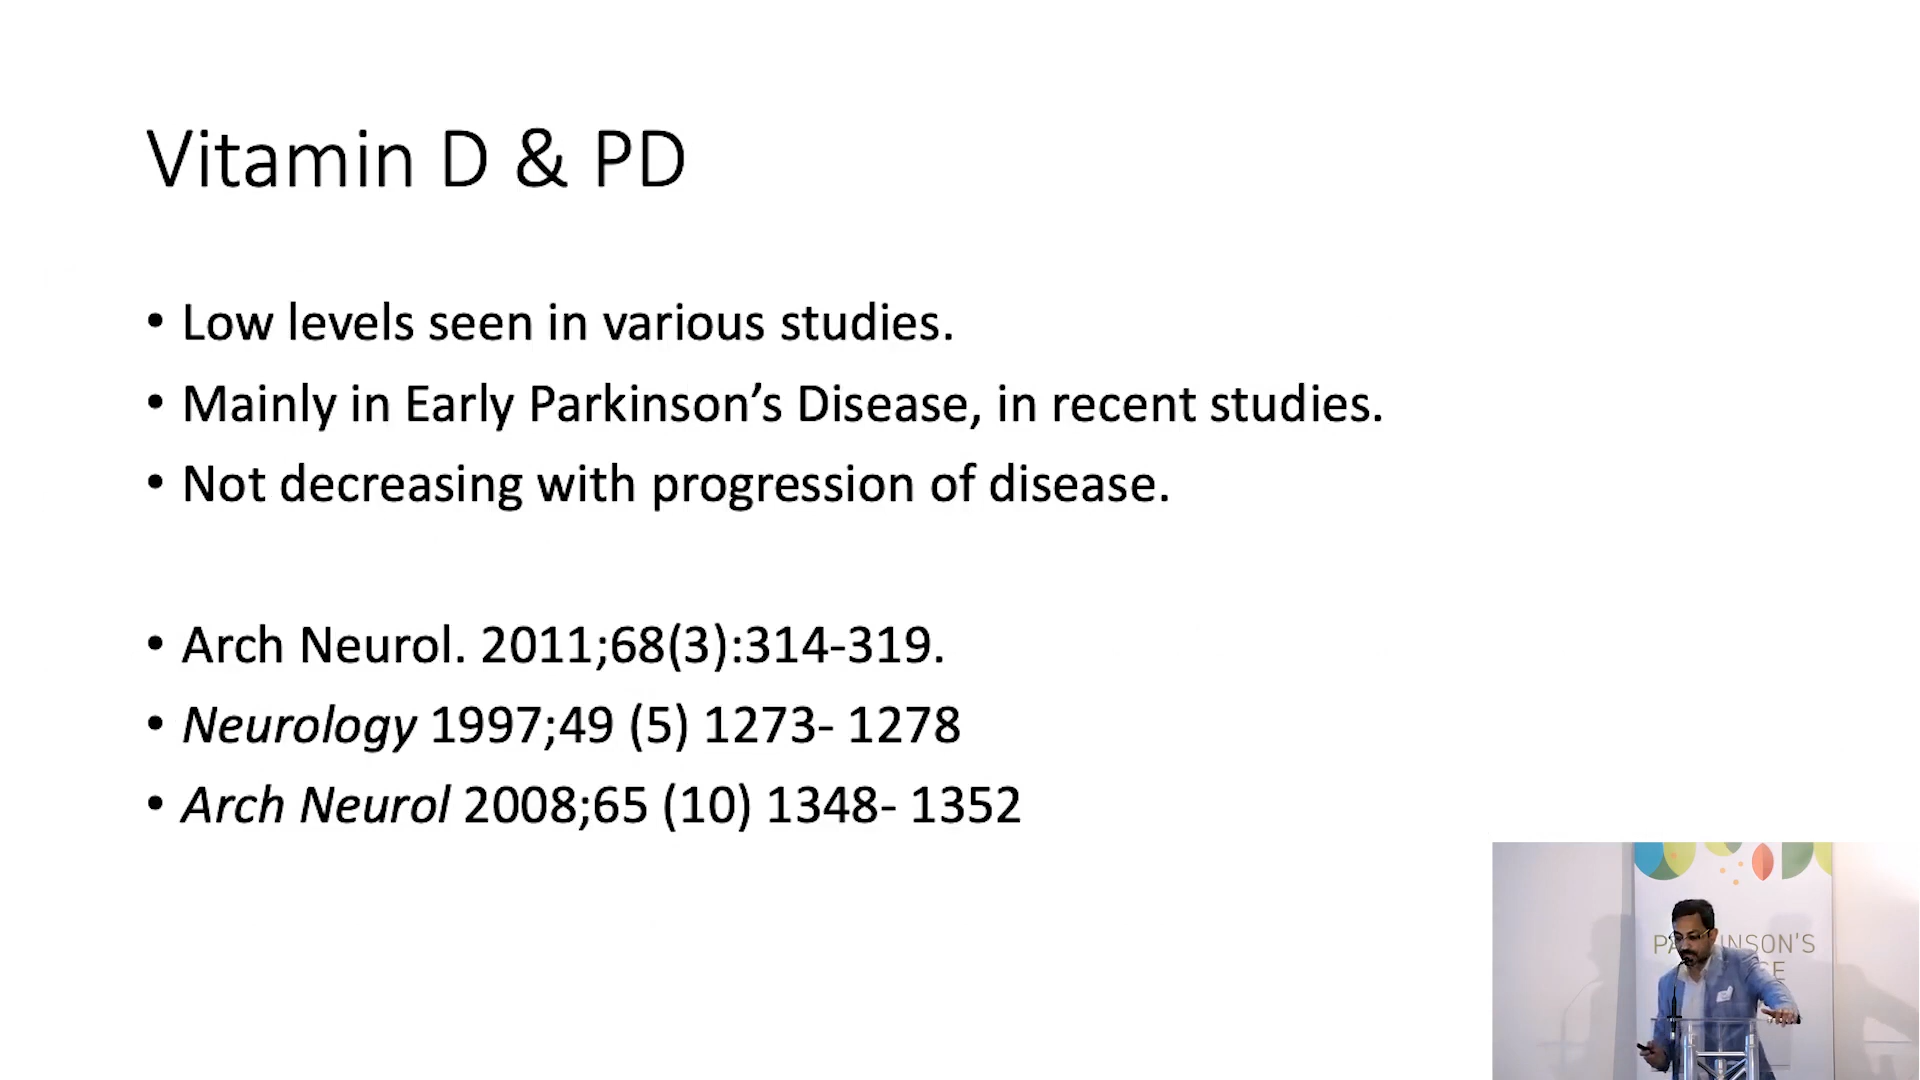 Vitamin D & PD
• Low levels seen in various studies.
• Mainly in Early Parkinson’s Disease, in recent studies.
• Not decreasing with progression of disease.
• Arch Neurol. 2011;68(3):314-319.
• Neurology 1997;49 (5) 1273- 1278
• Arch Neurol 2008;65 (10) 1348- 1352